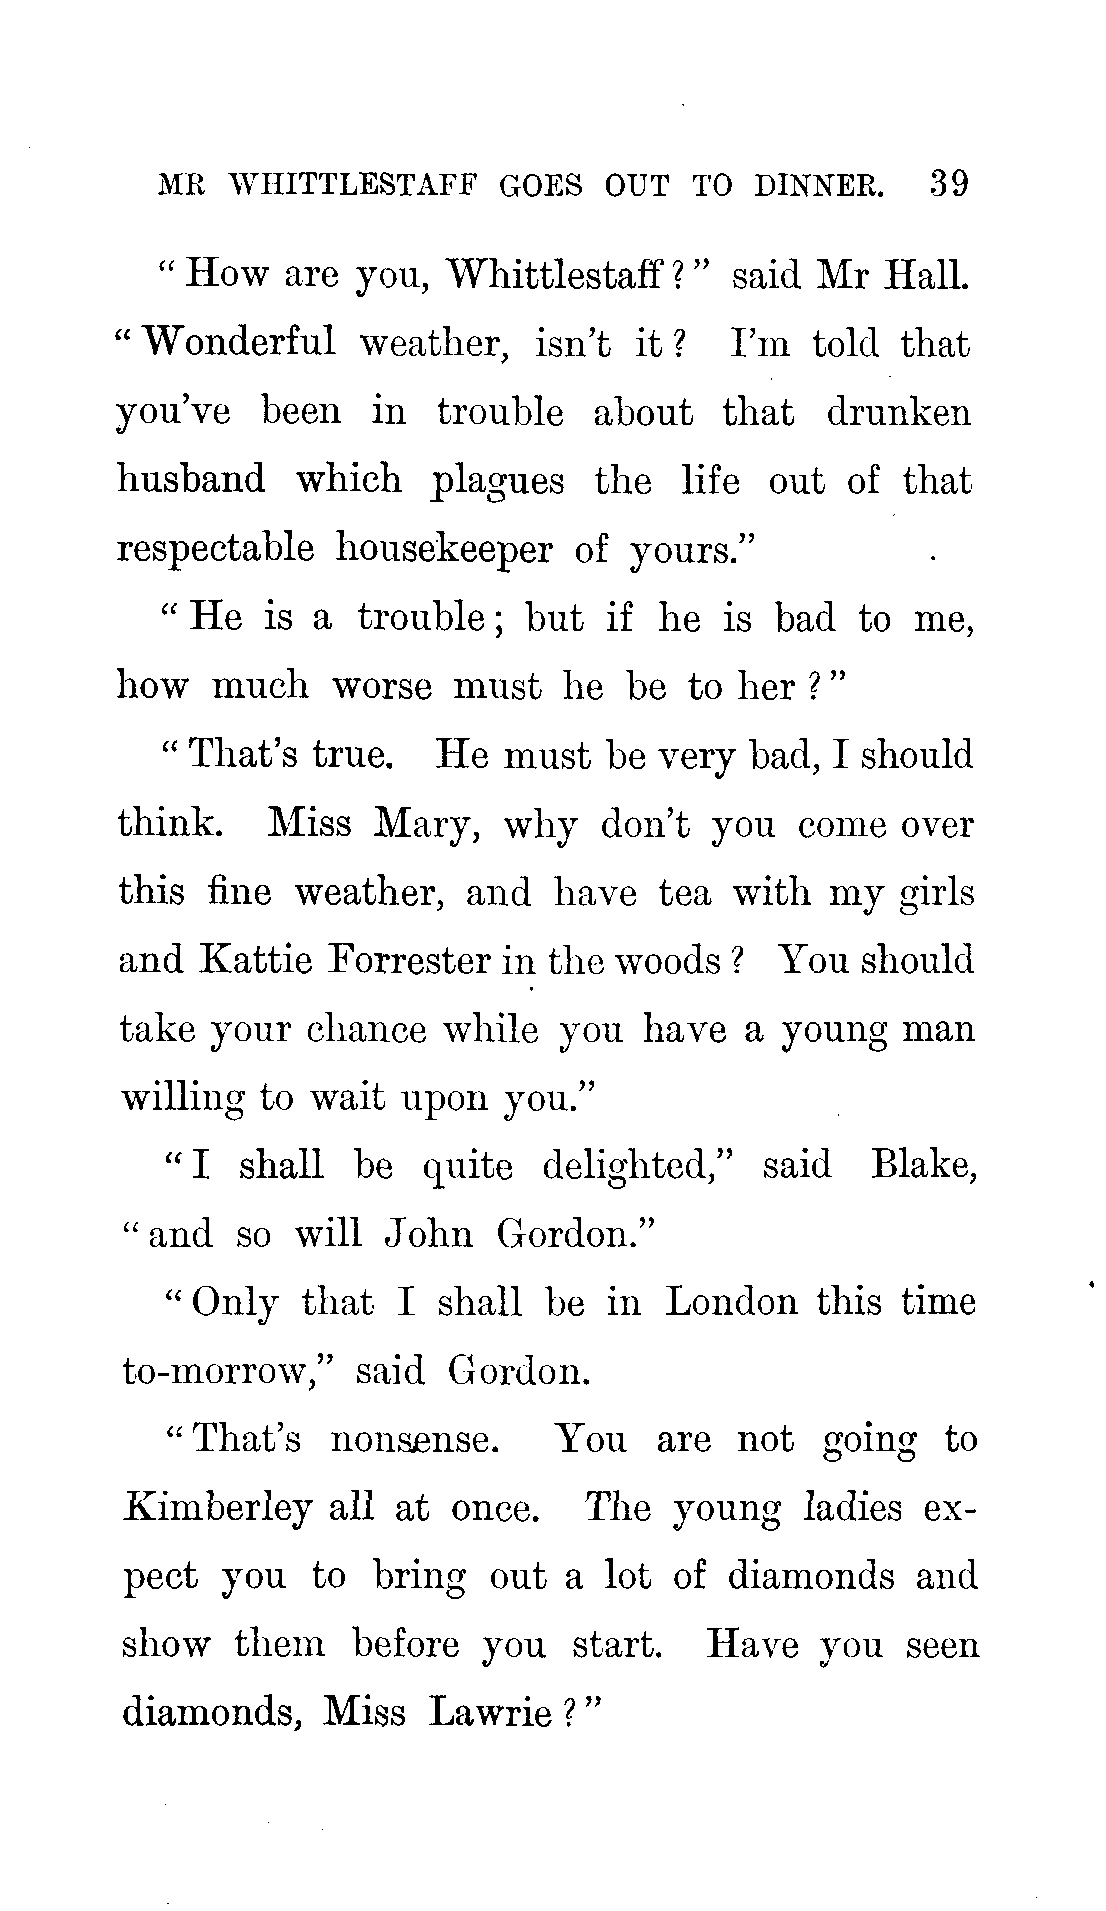 MR WHITTLESTAFF GOES OUT TO DINNER. 39
“How are you, Whittlestaff?” said Mr Hall.
“Wonderful weather, isn’t it? I’m told that
you’ve been in trouble about that drunken
husband which plagues the life out of that
respectable housekeeper of yours.”
“He is a trouble; but if he is bad to me,
how much worse must he be to her?”
“That’s true. He must be very bad, I should
think. Miss Mary, why don’t you come over
this fine weather, and have tea with my girls
and Kattie Forrester in the woods? You should
take your chance while you have a young man
willing to wait upon you.”
“I shall be quite delighted,” said Blake,
“and so will John Gordon.”
“Only that I shall be in London this time
to-morrow,” said Gordon.
“That’s nonsense. You are not going to
Kimberley all at once. The young ladies ex-
pect you to bring out a lot of diamonds and
show them before you start. Have you seen
diamonds, Miss Lawrie?”